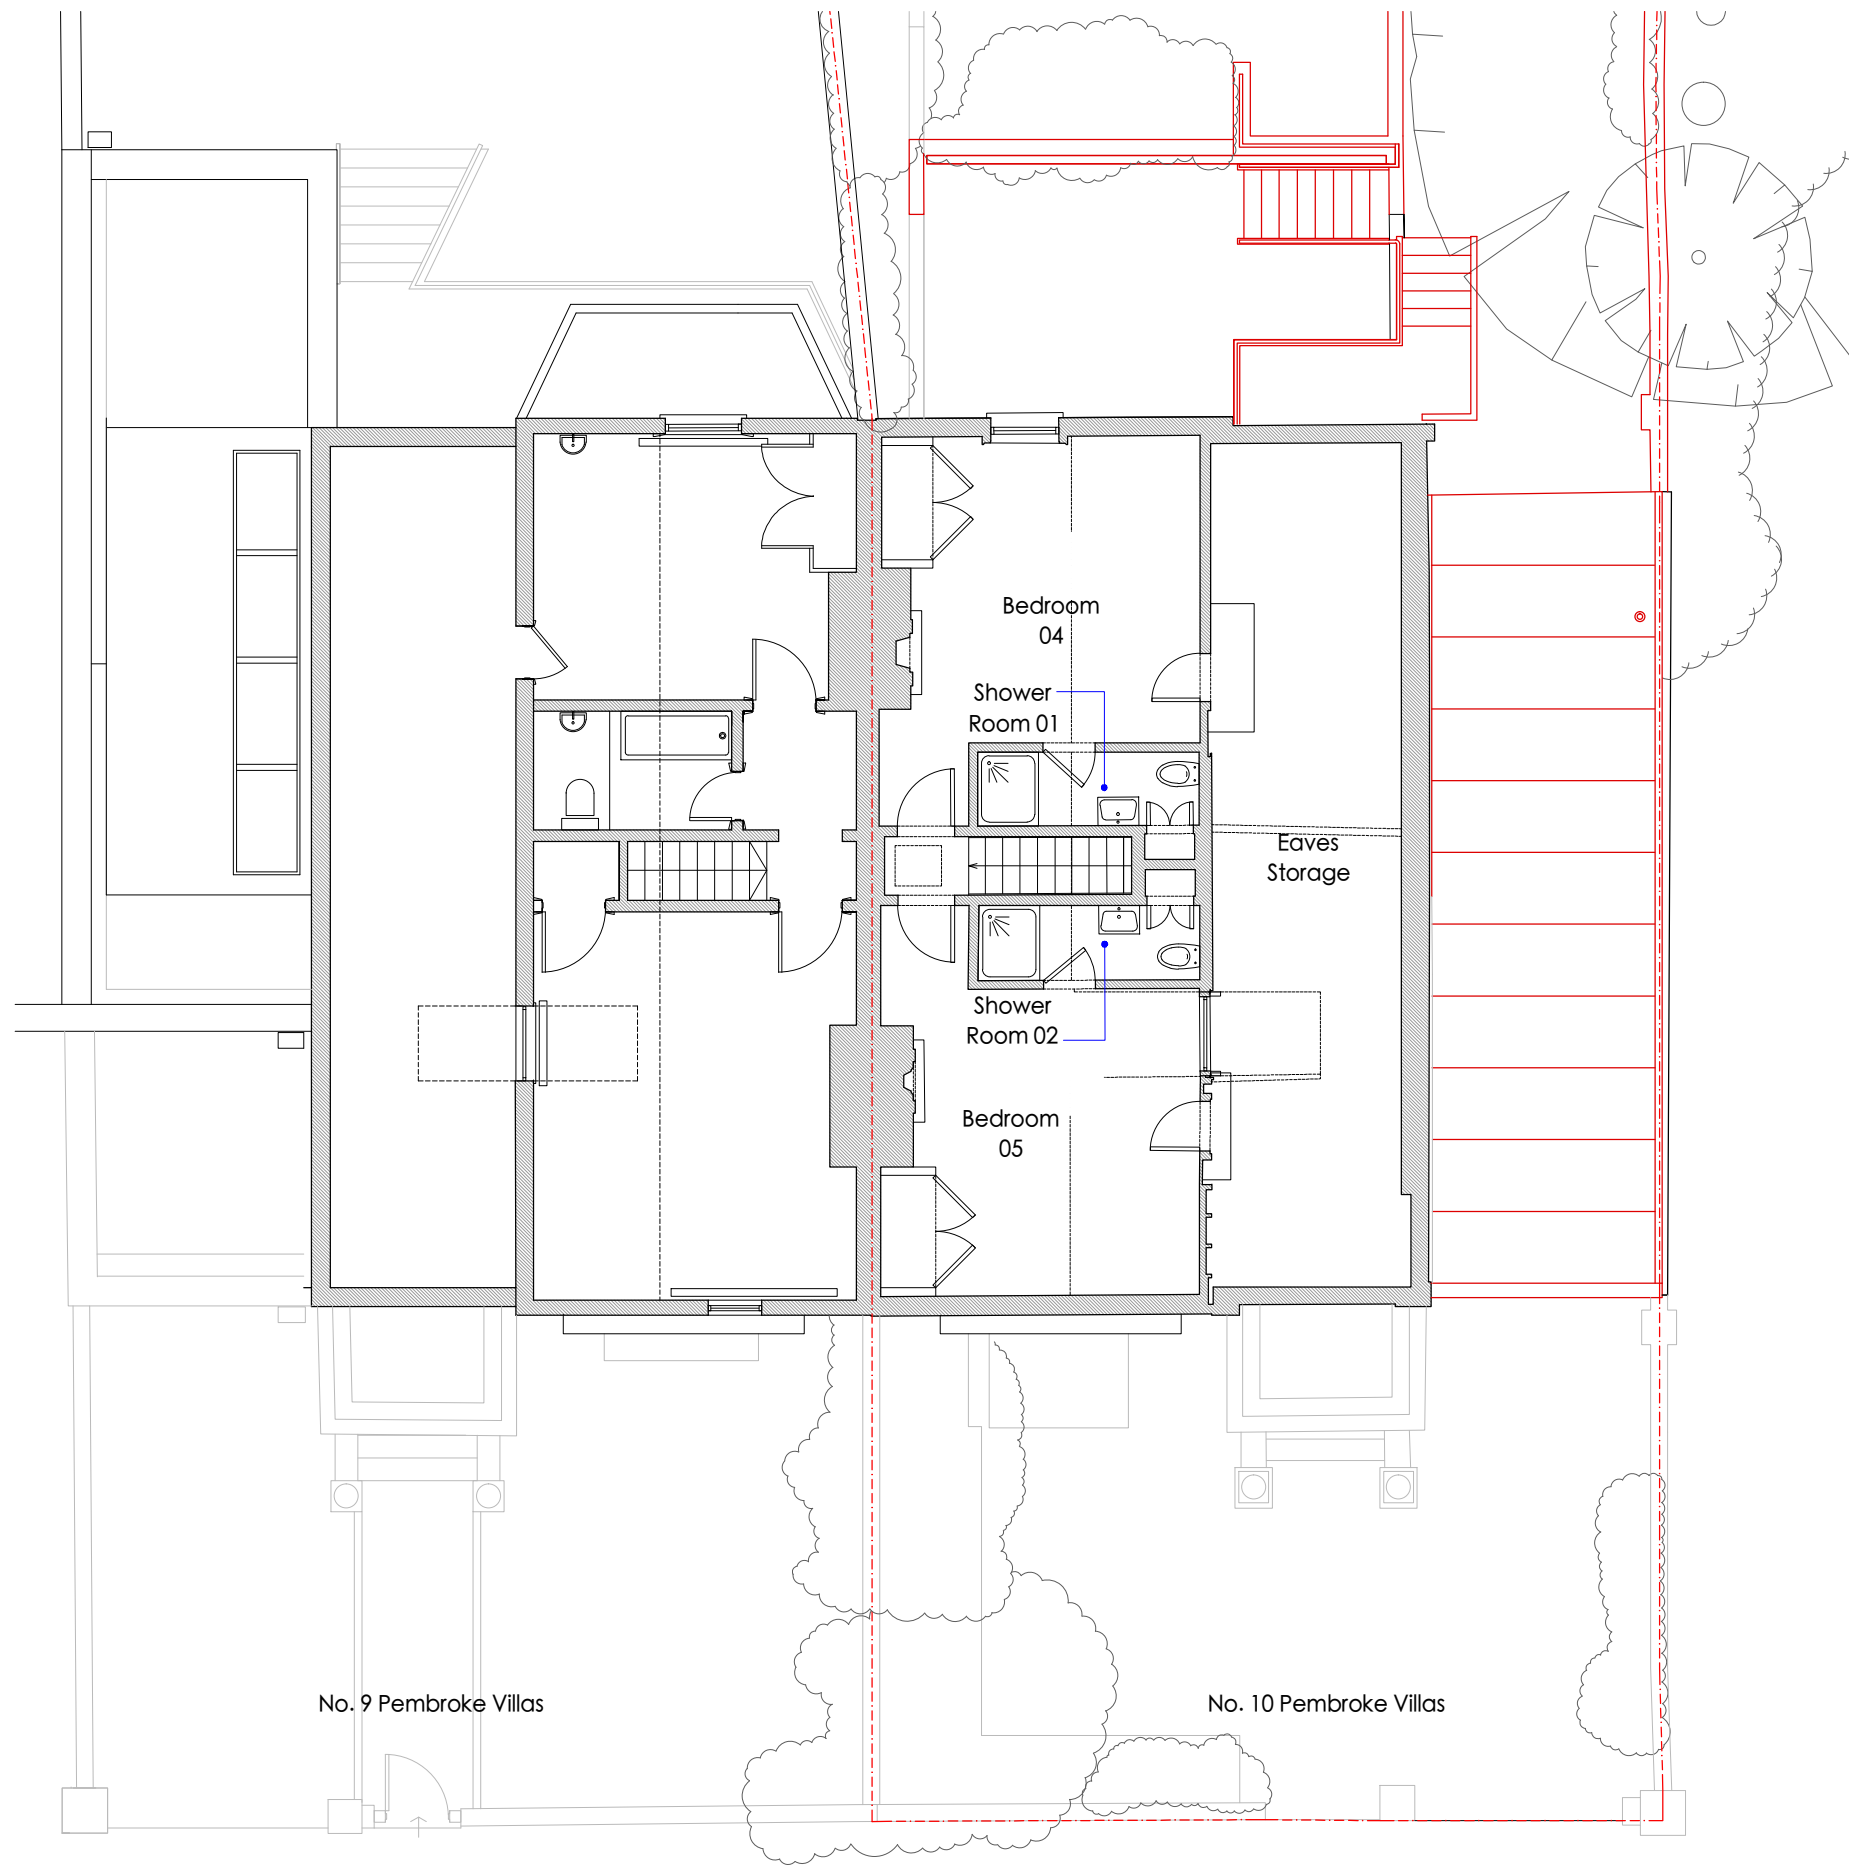 Bedroom
04
Shower
Room 01
Eaves
Storage
Shower
Room 02
Bedroom
05
No. 9 Pembroke Villas
No. 10 Pembroke Villas